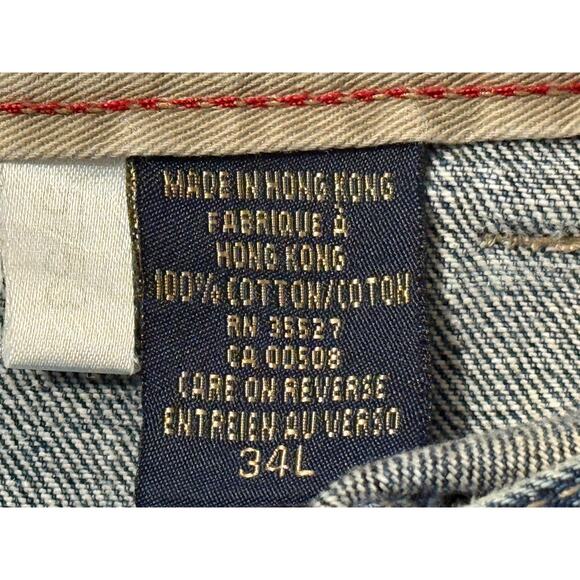 MADE IN HONG KONG
FABRIQUE À
HONG KONG
100% COTTON/COTON
RN 35527
CA 00508
CARE ON REVERSE
ENTREIEN AU VERSO
34L